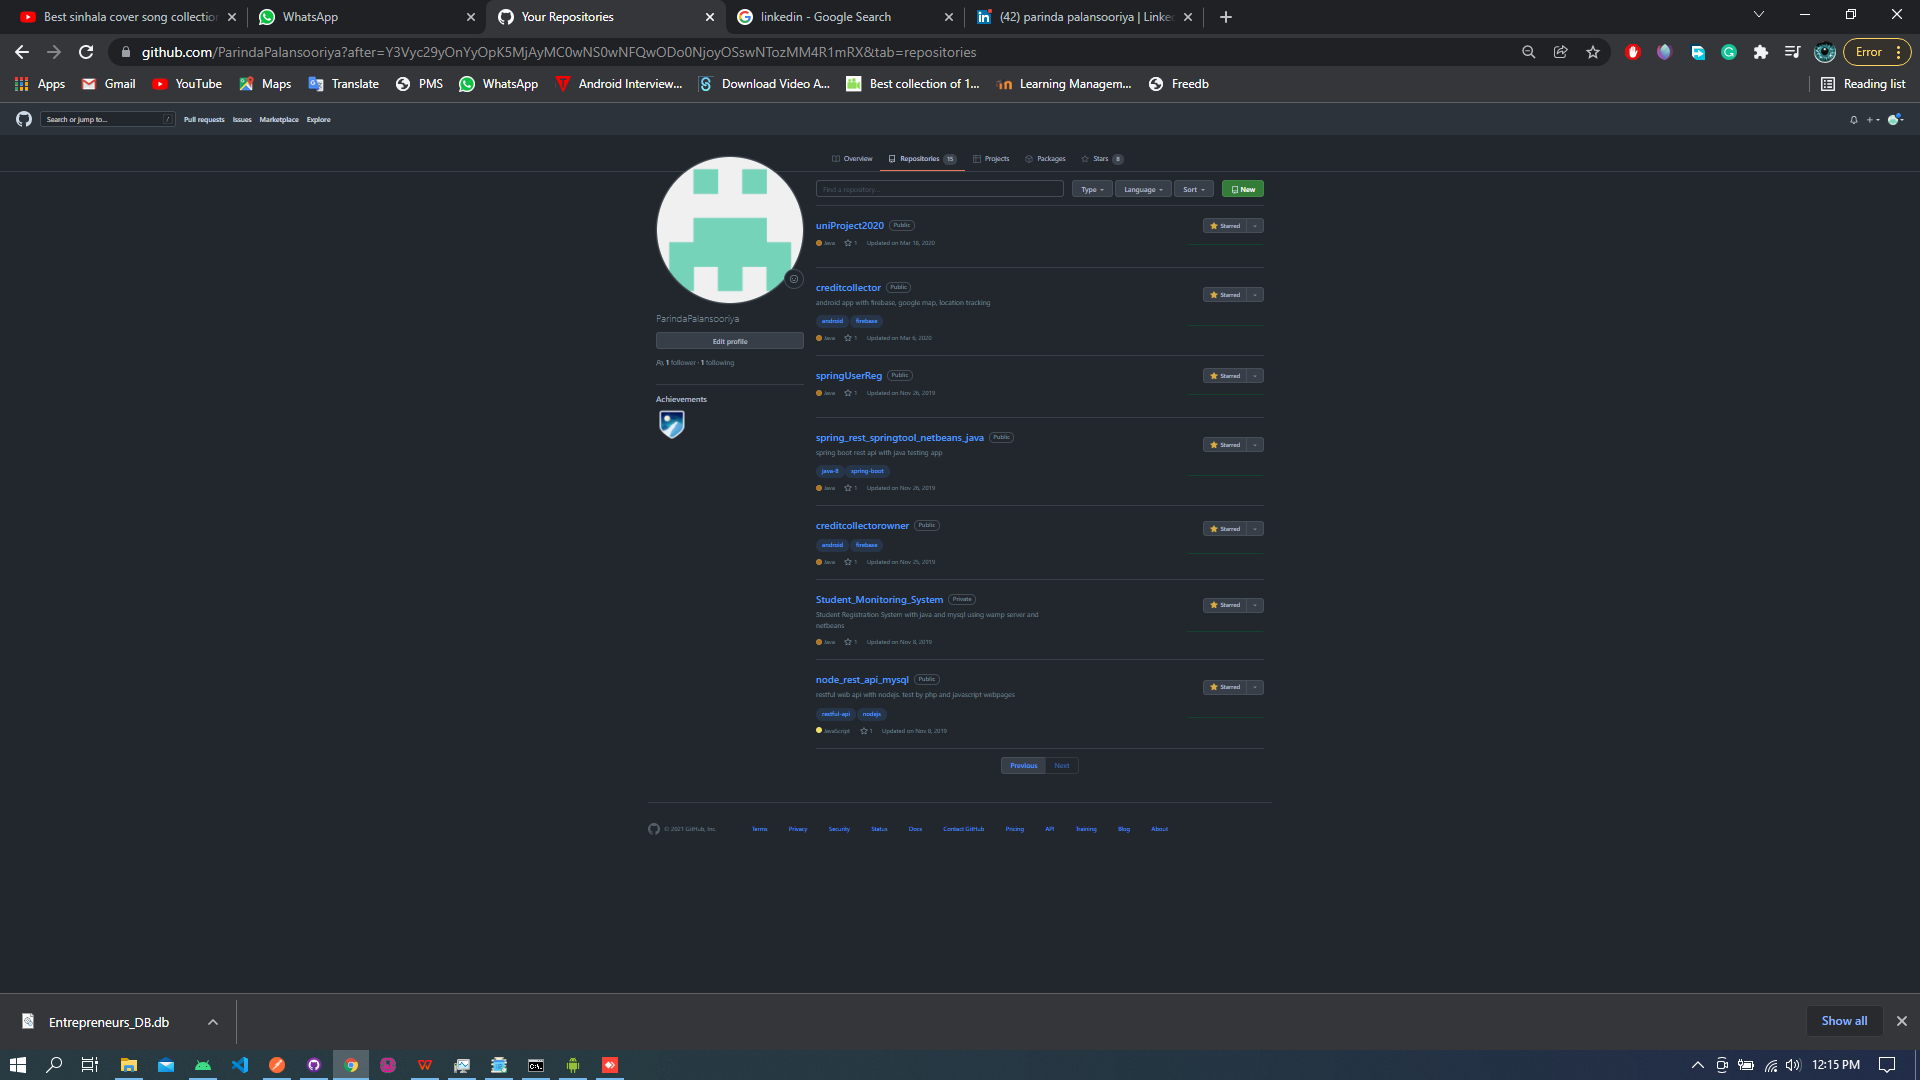 Best sinhala cover song collection
WhatsApp
Your Repositories
linkedin - Google Search
(42) parinda palansooriya | Linke
github.com/ParindaPalansooriya?after=Y3Vyc29yOnYyOpK5MjAyMC0wNS0wNFQwODo0NjoyOSswNTozMM4R1mRX&tab=repositories
Error
Apps
Gmail
YouTube
Maps
Translate
PMS
WhatsApp
Android Interview...
Download Video A...
Best collection of 1...
Learning Managem...
Freedb
Reading list
Search or jump to...
/
Pull requests
Issues
Marketplace
Explore
Overview
Repositories 15
Projects
Packages
Stars 8
Find a repository...
Type
Language
Sort
New
uniProject2020 Public
Starred
Java 1 Updated on Mar 18, 2020
creditcollector Public
Starred
android app with firebase, google map, location tracking
android firebase
Java 1 Updated on Mar 6, 2020
ParindaPalansooriya
Edit profile
1 follower · 1 following
Achievements
springUserReg Public
Starred
Java 1 Updated on Nov 26, 2019
spring_rest_springtool_netbeans_java Public
Starred
spring boot rest api with java testing app
java-8 spring-boot
Java 1 Updated on Nov 26, 2019
creditcollectorowner Public
Starred
android firebase
Java 1 Updated on Nov 25, 2019
Student_Monitoring_System Private
Starred
Student Registration System with java and mysql using wamp server and
netbeans
Java 1 Updated on Nov 8, 2019
node_rest_api_mysql Public
Starred
restful web api with nodejs. test by php and javascript webpages
restful-api nodejs
JavaScript 1 Updated on Nov 8, 2019
Previous Next
© 2021 GitHub, Inc.
Terms
Privacy
Security
Status
Docs
Contact GitHub
Pricing
API
Training
Blog
About
Entrepreneurs_DB.db
Show all
12:15 PM